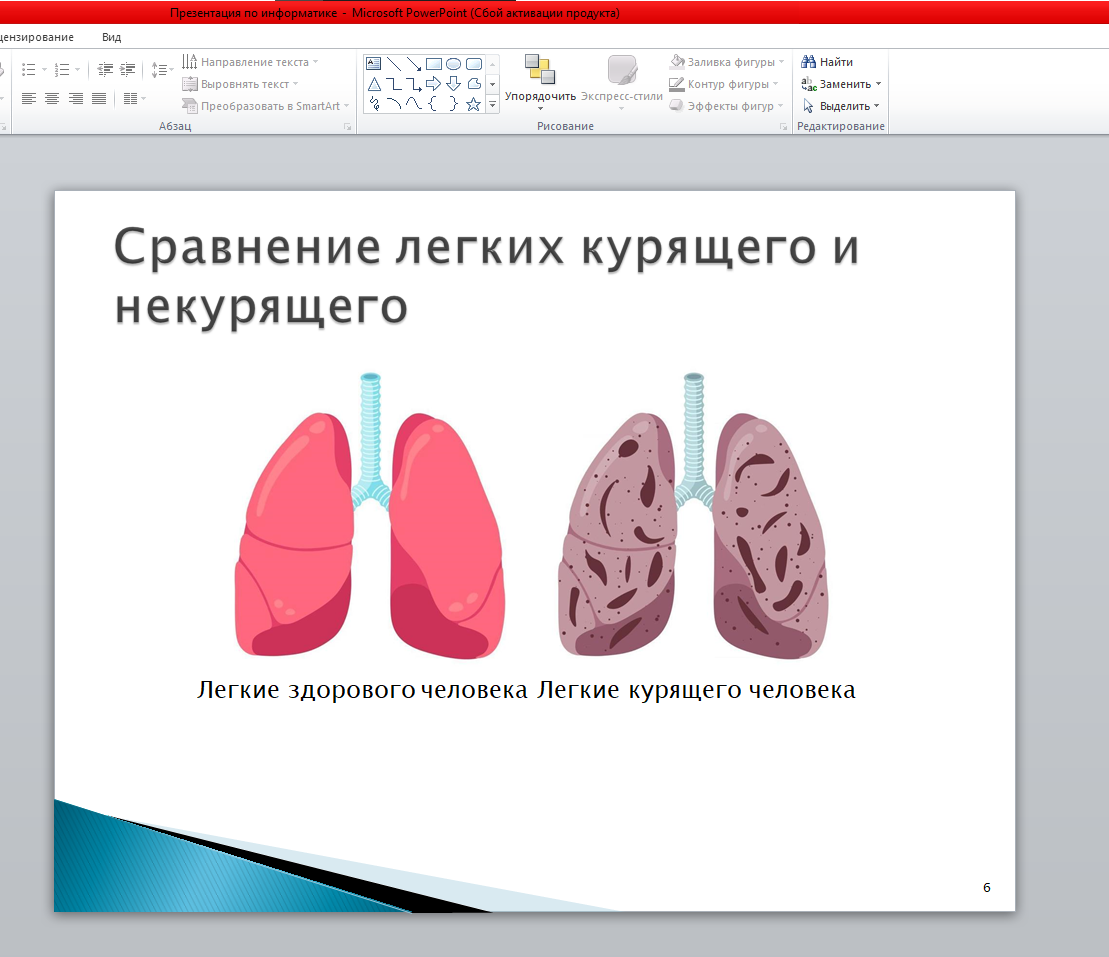 Презентация по информатике - Microsoft PowerPoint (Сбой активации продукта)
цензирование Вид
Направление текста
Выровнять текст
Преобразовать в SmartArt
Абзац
Упорядочить
Экспресс-стили
Заливка фигуры
Контур фигуры
Эффекты фигур
Рисование
Найти
Заменить
Выделить
Редактирование
Сравнение легких курящего и
некурящего
Легкие здорового человека Легкие курящего человека
6